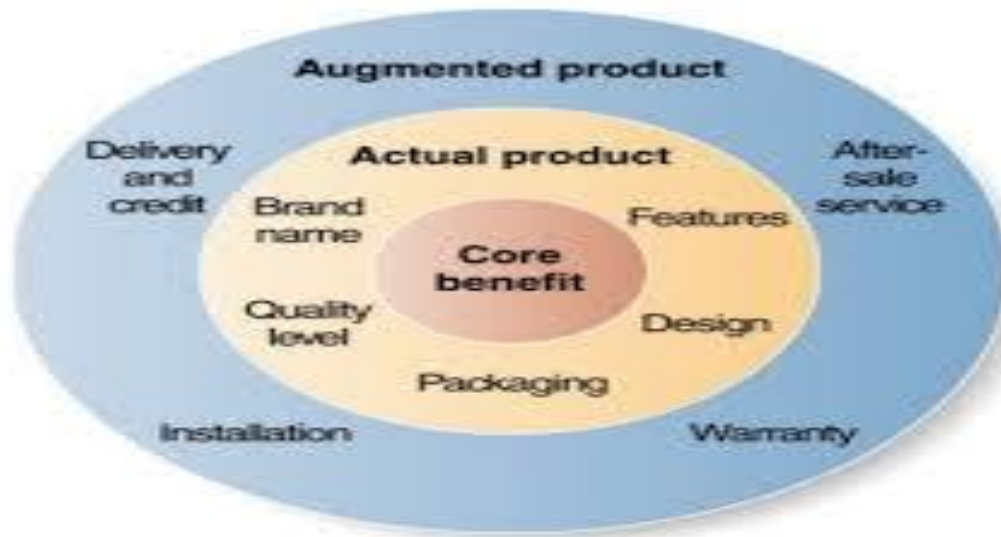 Augmented product
Delivery
and
credit
After-
sale
service
Actual product
Brand
name
Features
Core
benefit
Quality
level
Design
Packaging
Installation
Warranty